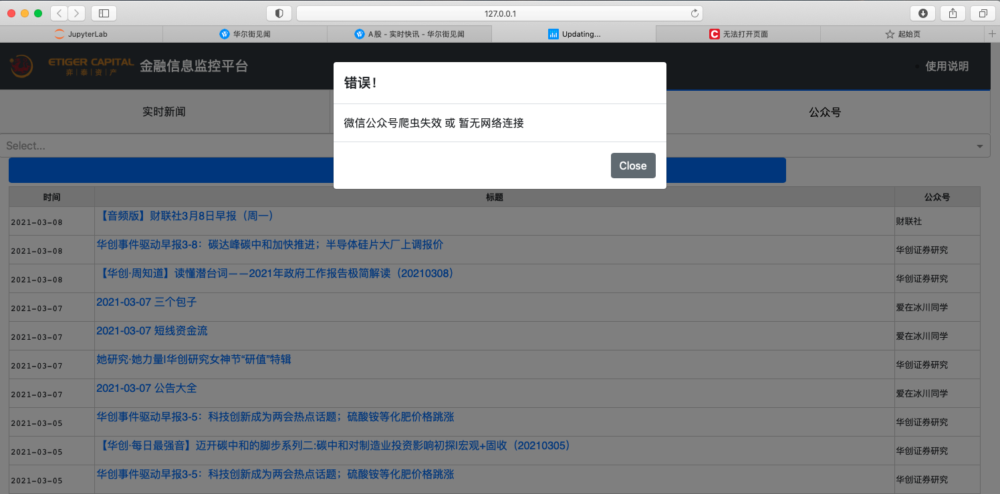 127.0.0.1
JupyterLab
华尔街见闻
A股 - 实时快讯 - 华尔街见闻
Updating...
无法打开页面
起始页
ETIGER CAPITAL
弈泰资产
金融信息监控平台
使用说明
错误！
微信公众号爬虫失效 或 暂无网络连接
Close
实时新闻
公众号
Select...
时间 标题 公众号
2021-03-08 【音频版】财联社3月8日早报（周一） 财联社
2021-03-08 华创事件驱动早报3-8：碳达峰碳中和加快推进；半导体硅片大厂上调报价 华创证券研究
2021-03-08 【华创·周知道】读懂潜台词——2021年政府工作报告极简解读（20210308） 华创证券研究
2021-03-07 2021-03-07 三个包子 爱在冰川同学
2021-03-07 2021-03-07 短线资金流 爱在冰川同学
2021-03-07 她研究·她力量|华创研究女神节“研值”特辑 华创证券研究
2021-03-07 2021-03-07 公告大全 爱在冰川同学
2021-03-05 华创事件驱动早报3-5：科技创新成为两会热点话题；硫酸铵等化肥价格跳涨 华创证券研究
2021-03-05 【华创·每日最强音】迈开碳中和的脚步系列二:碳中和对制造业投资影响初探|宏观+固收（20210305） 华创证券研究
2021-03-05 华创事件驱动早报3-5：科技创新成为两会热点话题；硫酸铵等化肥价格跳涨 华创证券研究